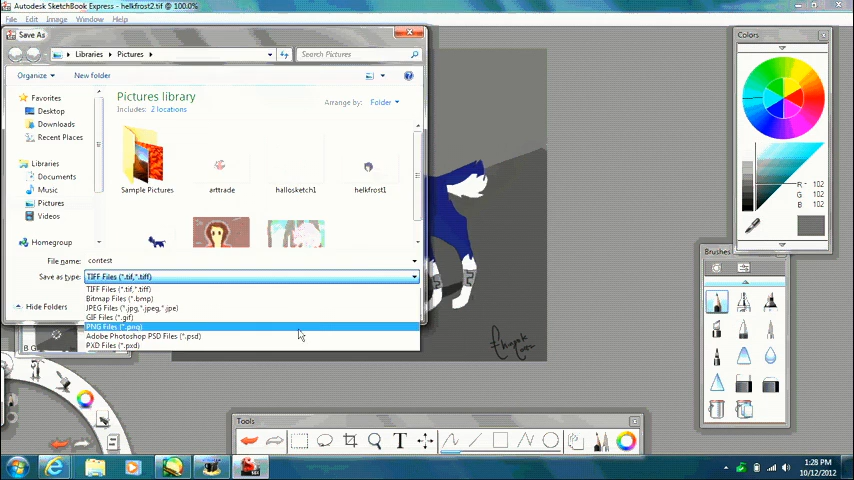 Autodesk SketchBook Express - helkfrost2.tif @ 100.0%
File Edit Image Window Help
Save As
Libraries Pictures
Search Pictures
Organize New folder
Favorites
Desktop
Downloads
Recent Places
Libraries
Documents
Music
Pictures
Videos
Homegroup
Pictures library
Includes: 2 locations
Arrange by: Folder
Sample Pictures
arttrade
hallosketch1
helkfrost1
File name: contest
Save as type: TIFF Files (*.tif,*.tiff)
TIFF Files (*.tif,*.tiff)
Bitmap Files (*.bmp)
JPEG Files (*.jpg,*.jpeg,*.jpe)
GIF Files (*.gif)
PNG Files (*.png)
Adobe Photoshop PSD Files (*.psd)
PXD Files (*.pxd)
Hide Folders
Colors
R 102
G 102
B 102
Brushes
Tools
T
1:28 PM
10/12/2012